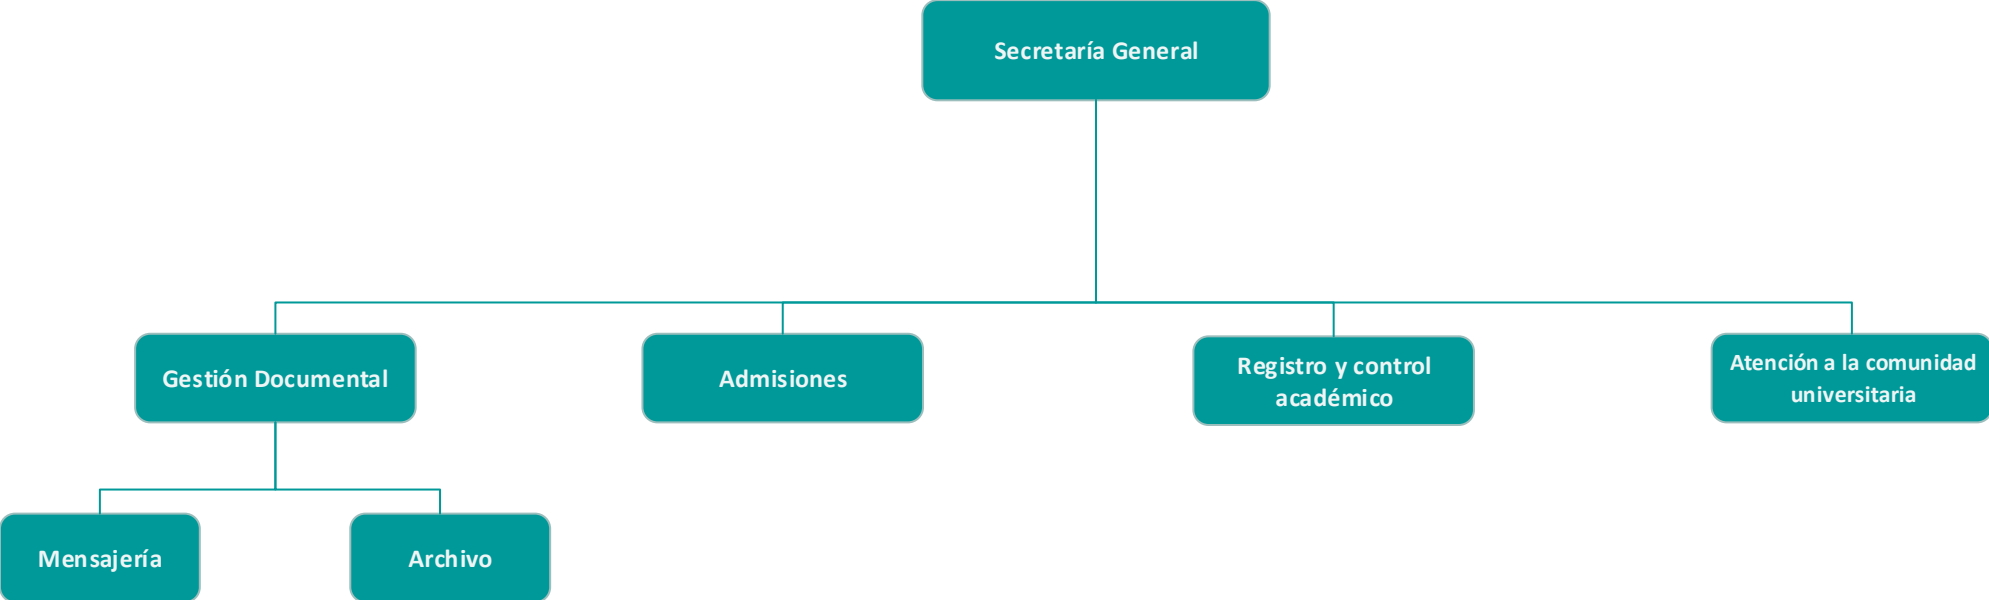 Secretaría General
Gestión Documental
Admisiones
Registro y control
académico
Atención a la comunidad
universitaria
Mensajería
Archivo